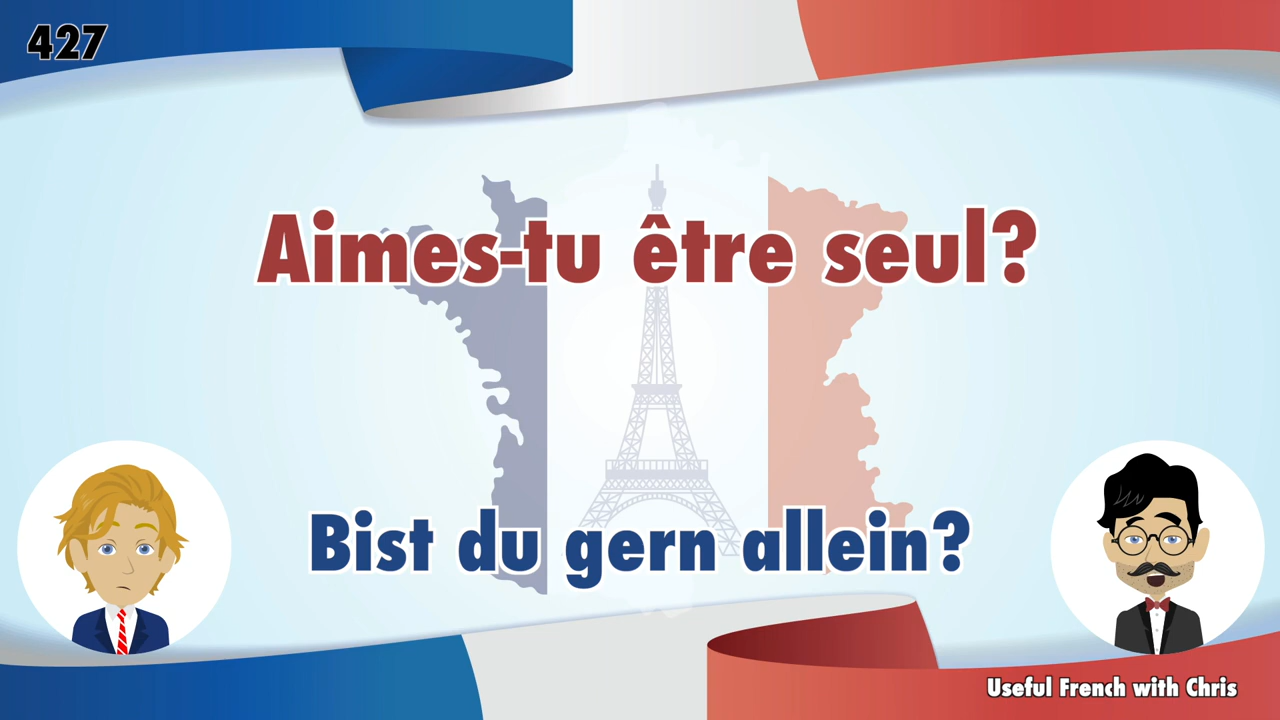 427
Aimes-tu être seul?
Bist du gern allein?
Useful French with Chris